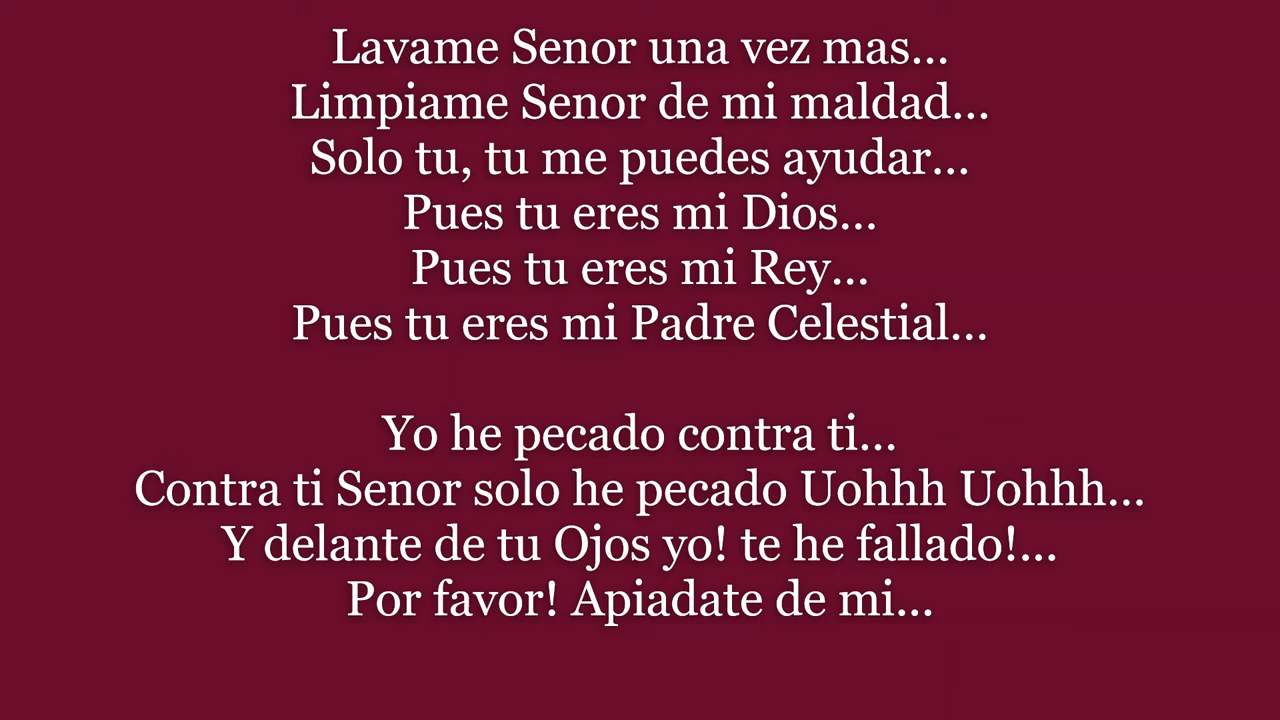 Lavame Senor una vez mas...
Limpiame Senor de mi maldad...
Solo tu, tu me puedes ayudar...
Pues tu eres mi Dios...
Pues tu eres mi Rey...
Pues tu eres mi Padre Celestial...
Yo he pecado contra ti...
Contra ti Senor solo he pecado Uohhh Uohhh...
Y delante de tu Ojos yo! te he fallado!...
Por favor! Apiadate de mi...